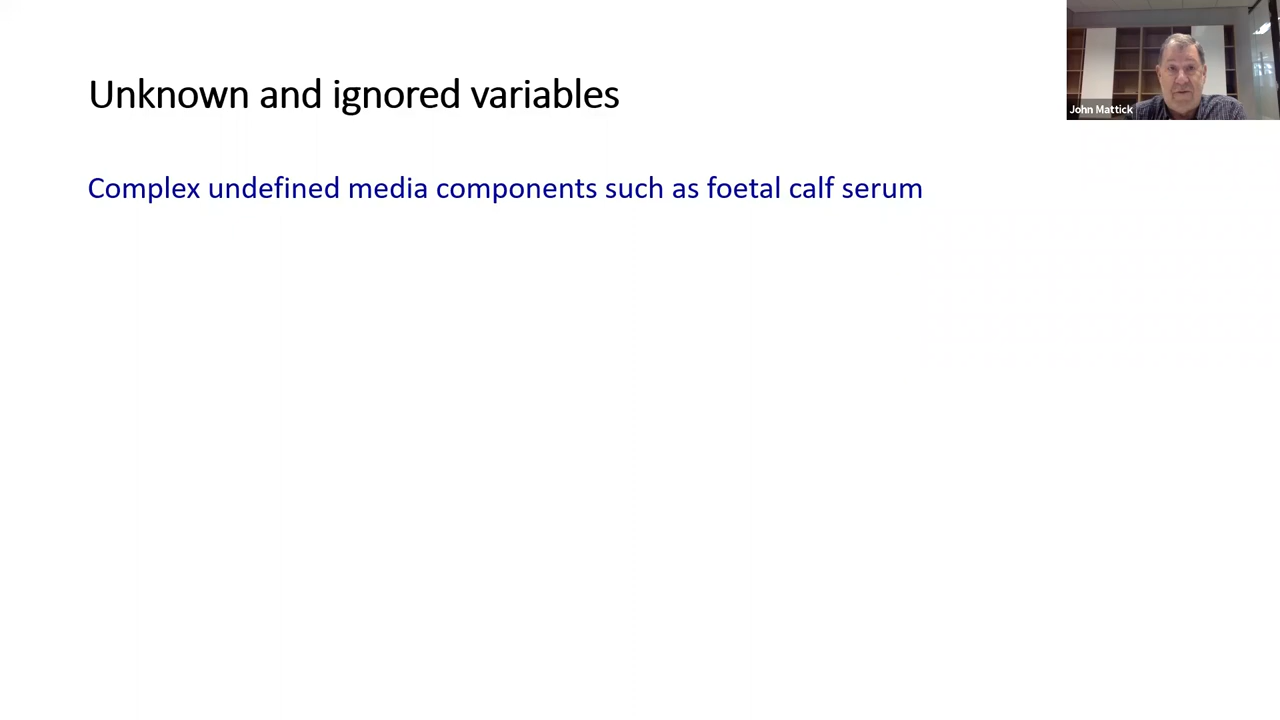 Unknown and ignored variables
John Mattick
Complex undefined media components such as foetal calf serum